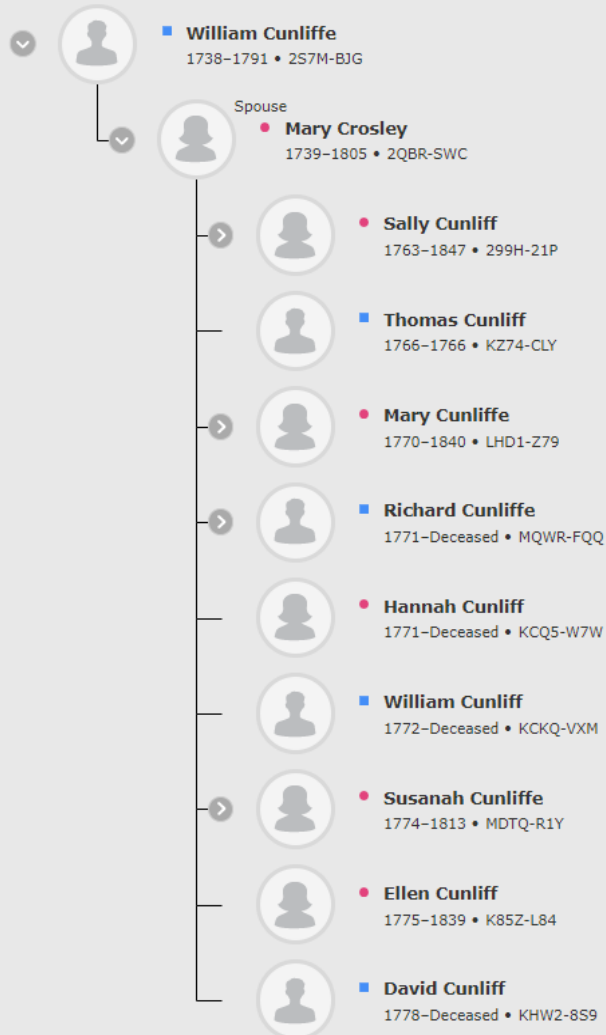 William Cunliffe
1738–1791 • 2S7M-BJG
Spouse
Mary Crosley
1739–1805 • 2QBR-SWC
Sally Cunliff
1763–1847 • 299H-21P
Thomas Cunliff
1766–1766 • KZ74-CLY
Mary Cunliffe
1770–1840 • LHD1-Z79
Richard Cunliffe
1771–Deceased • MQWR-FQQ
Hannah Cunliff
1771–Deceased • KCQ5-W7W
William Cunliff
1772–Deceased • KCKQ-VXM
Susanah Cunliffe
1774–1813 • MDTQ-R1Y
Ellen Cunliff
1775–1839 • K85Z-L84
David Cunliff
1778–Deceased • KHW2-8S9